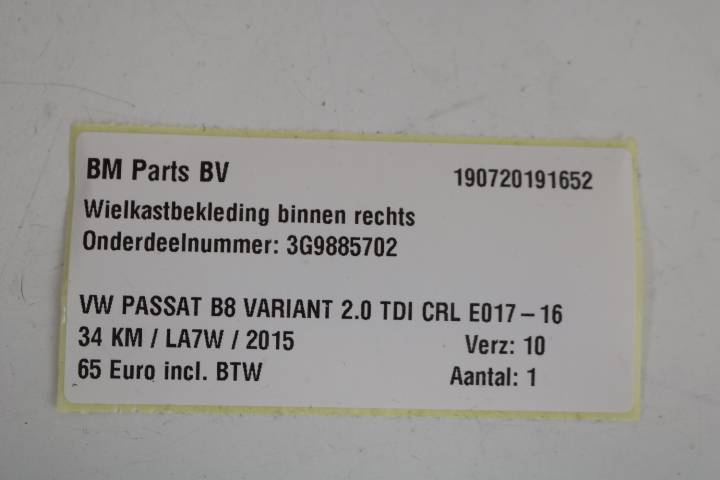 BM Parts BV 190720191652
Wielkastbekleding binnen rechts
Onderdeelnummer: 3G9885702
VW PASSAT B8 VARIANT 2.0 TDI CRL E017-16
34 KM / LA7W / 2015 Verz: 10
65 Euro incl. BTW Aantal: 1